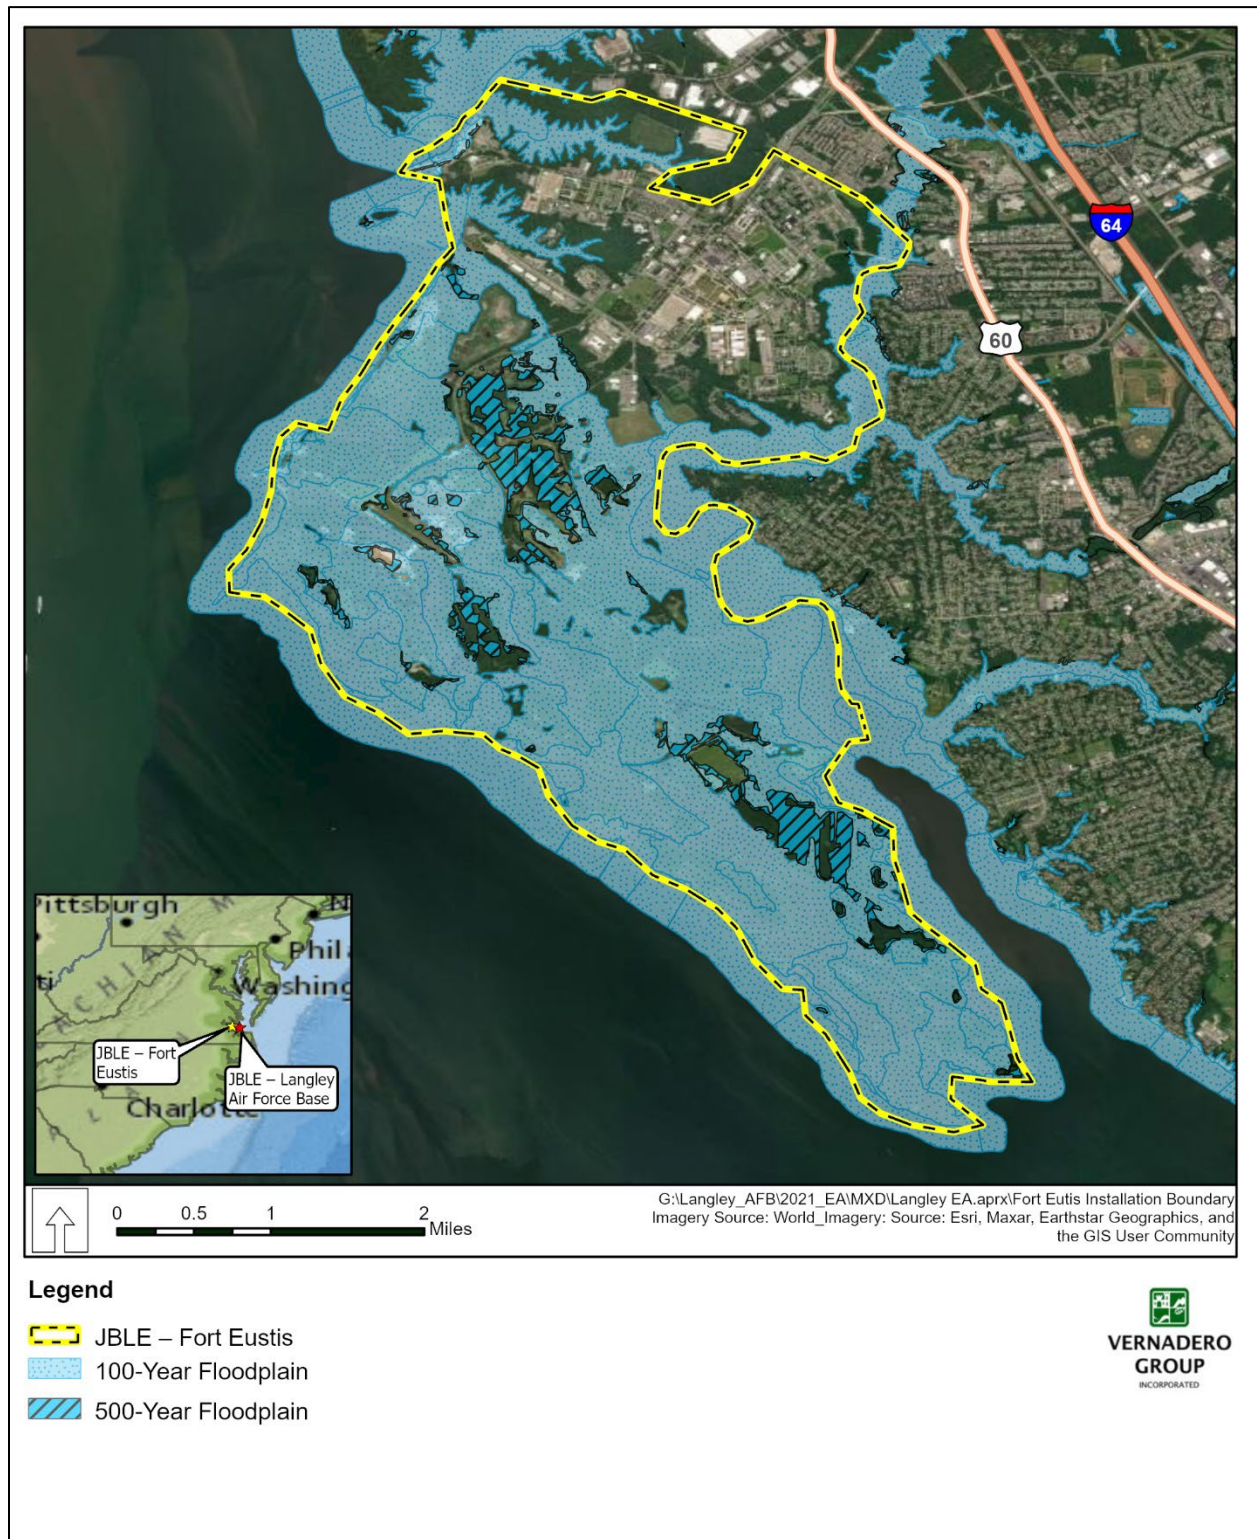 64
60
Pittsburgh
Phil
Washing
CHIAN
JBLE – Fort
Eustis
JBLE – Langley
Air Force Base
Charlotte
0 0.5 1 2
Miles
G:\Langley_AFB\2021_EA\MXD\Langley EA.aprx\Fort Eutis Installation Boundary
Imagery Source: World_Imagery: Source: Esri, Maxar, Earthstar Geographics, and
the GIS User Community
Legend
JBLE – Fort Eustis
100-Year Floodplain
500-Year Floodplain
VERNADERO
GROUP
INCORPORATED